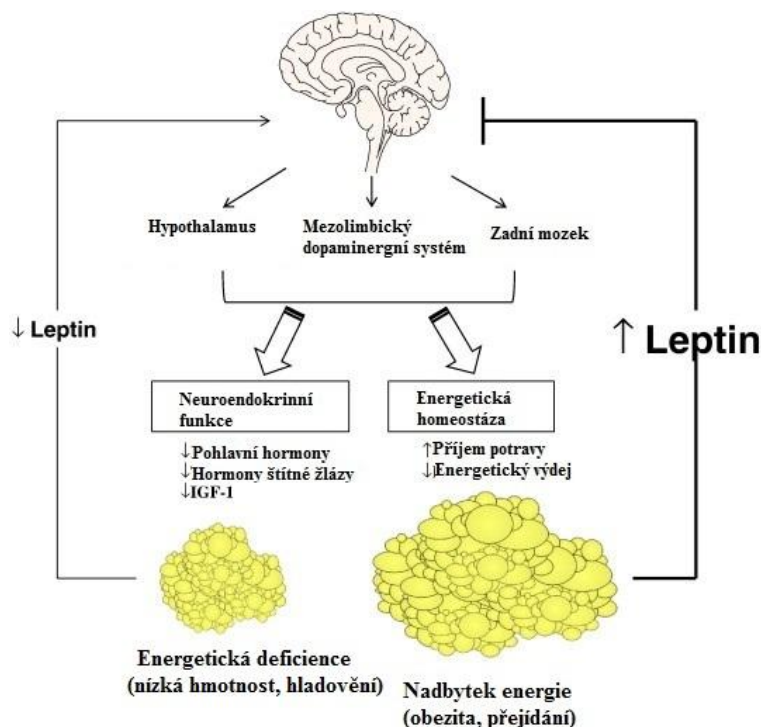 Hypothalamus
Mezolimbický
dopaminergní systém
Zadní mozek
↓ Leptin
↑ Leptin
Neuroendokrinní
funkce
Energetická
homeostáza
↓Pohlavní hormony
↓Hormony štítné žlázy
↓IGF-1
↑Příjem potravy
↓Energetický výdej
Energetická deficience
(nízká hmotnost, hladovění)
Nadbytek energie
(obezita, přejídání)